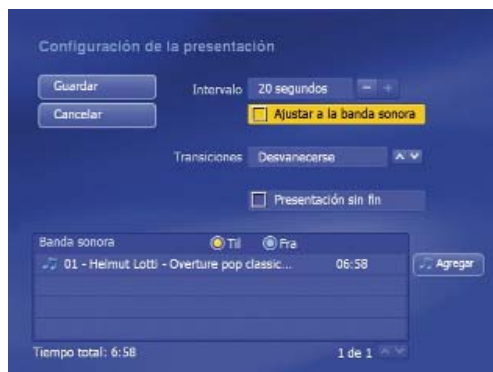 Configuración de la presentación
Guardar
Intervalo 20 segundos
Cancelar
Ajustar a la banda sonora
Transiciones Desvanecerse
Presentación sin fin
Banda sonora Til Fra
01 - Helmut Lotti - Overture pop classic... 06:58
Agregar
Tiempo total: 6:58 1 de 1